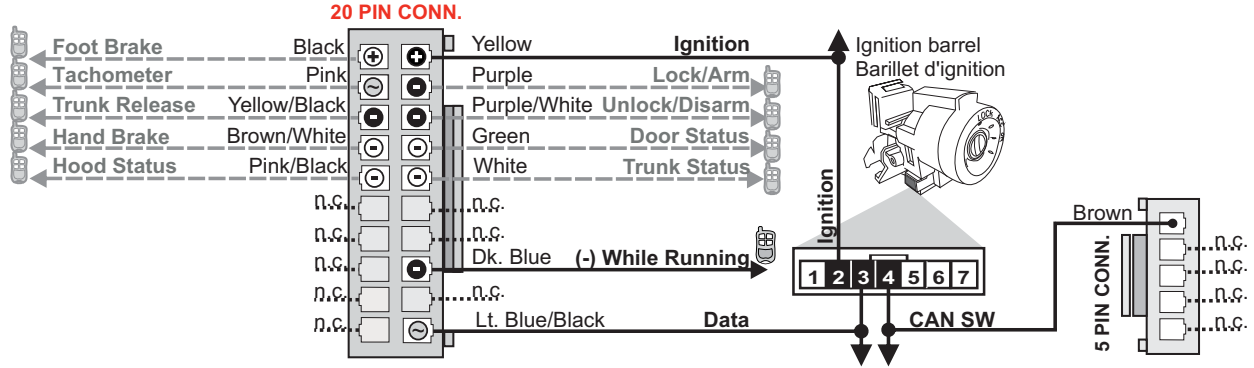 20 PIN CONN.
Foot Brake Black Yellow Ignition
Tachometer Pink Purple Lock/Arm
Trunk Release Yellow/Black Purple/White Unlock/Disarm
Hand Brake Brown/White Green Door Status
Hood Status Pink/Black White Trunk Status
n.c. n.c.
n.c. n.c.
n.c. Dk. Blue (-) While Running
n.c. n.c.
n.c. Lt. Blue/Black Data
Ignition barrel
Barillet d'ignition
LOCK
Ignition
1 2 3 4 5 6 7
CAN SW
Brown
5 PIN CONN.
n.c.
n.c.
n.c.
n.c.